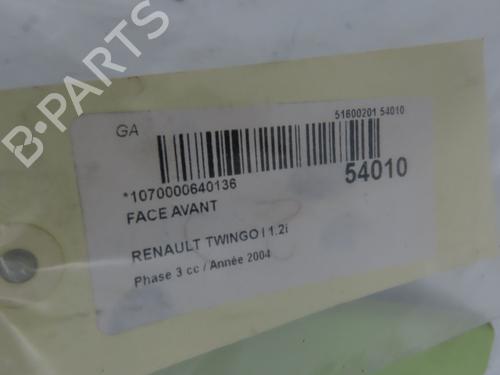 B-PARTS
GA
51600201 54010
*1070000640136
54010
FACE AVANT
RENAULT TWINGO I 1.2i
Phase 3 cc / Année 2004